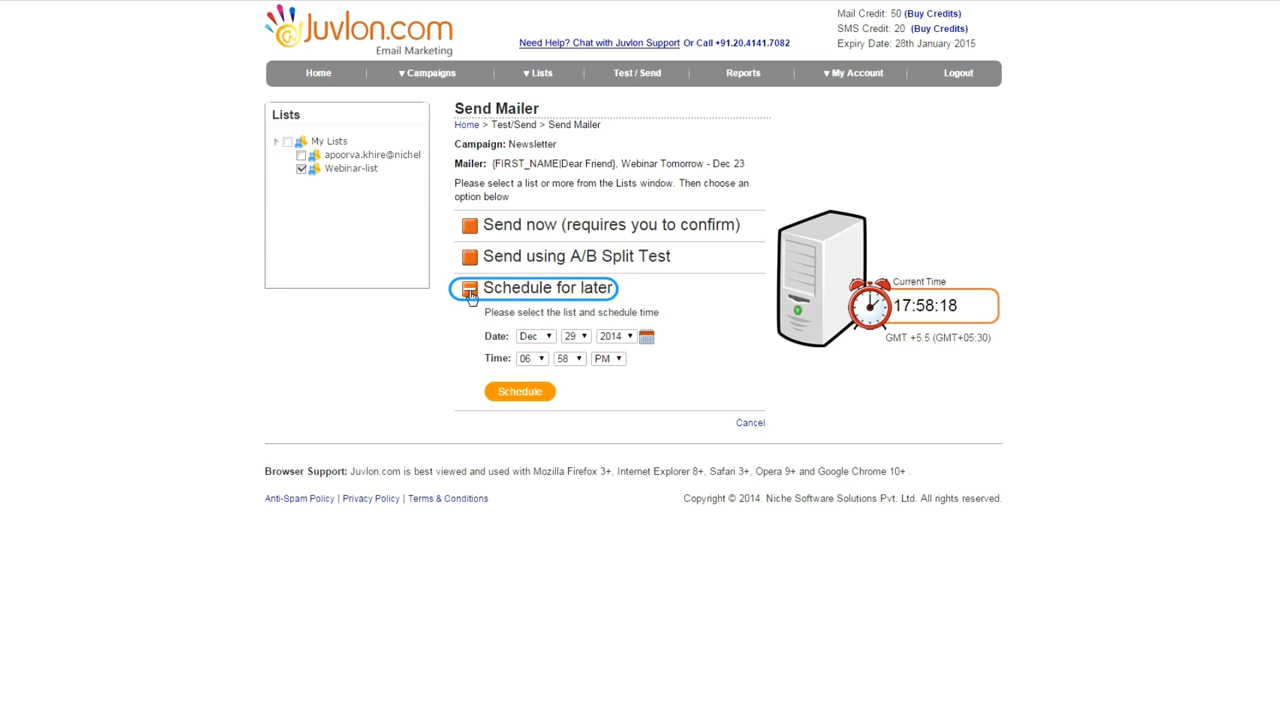 Juvlon.com
Email Marketing
Need Help? Chat with Juvlon Support Or Call +91.20.4141.7082
Mail Credit: 50 (Buy Credits)
SMS Credit: 20 (Buy Credits)
Expiry Date: 28th January 2015
Home ▼ Campaigns ▼ Lists Test / Send Reports ▼ My Account Logout
Lists
My Lists
apoorva.khire@nichel
Webinar-list
Send Mailer
Home > Test/Send > Send Mailer
Campaign: Newsletter
Mailer: {FIRST_NAME|Dear Friend}, Webinar Tomorrow - Dec 23
Please select a list or more from the Lists window. Then choose an
option below
Send now (requires you to confirm)
Send using A/B Split Test
Schedule for later
Please select the list and schedule time
Date: Dec 29 2014
Time: 06 58 PM
Schedule
Cancel
Current Time
17:58:18
GMT +5.5 (GMT+05:30)
Browser Support: Juvlon.com is best viewed and used with Mozilla Firefox 3+, Internet Explorer 8+, Safari 3+, Opera 9+ and Google Chrome 10+ .
Anti-Spam Policy | Privacy Policy | Terms & Conditions
Copyright © 2014. Niche Software Solutions Pvt. Ltd. All rights reserved.